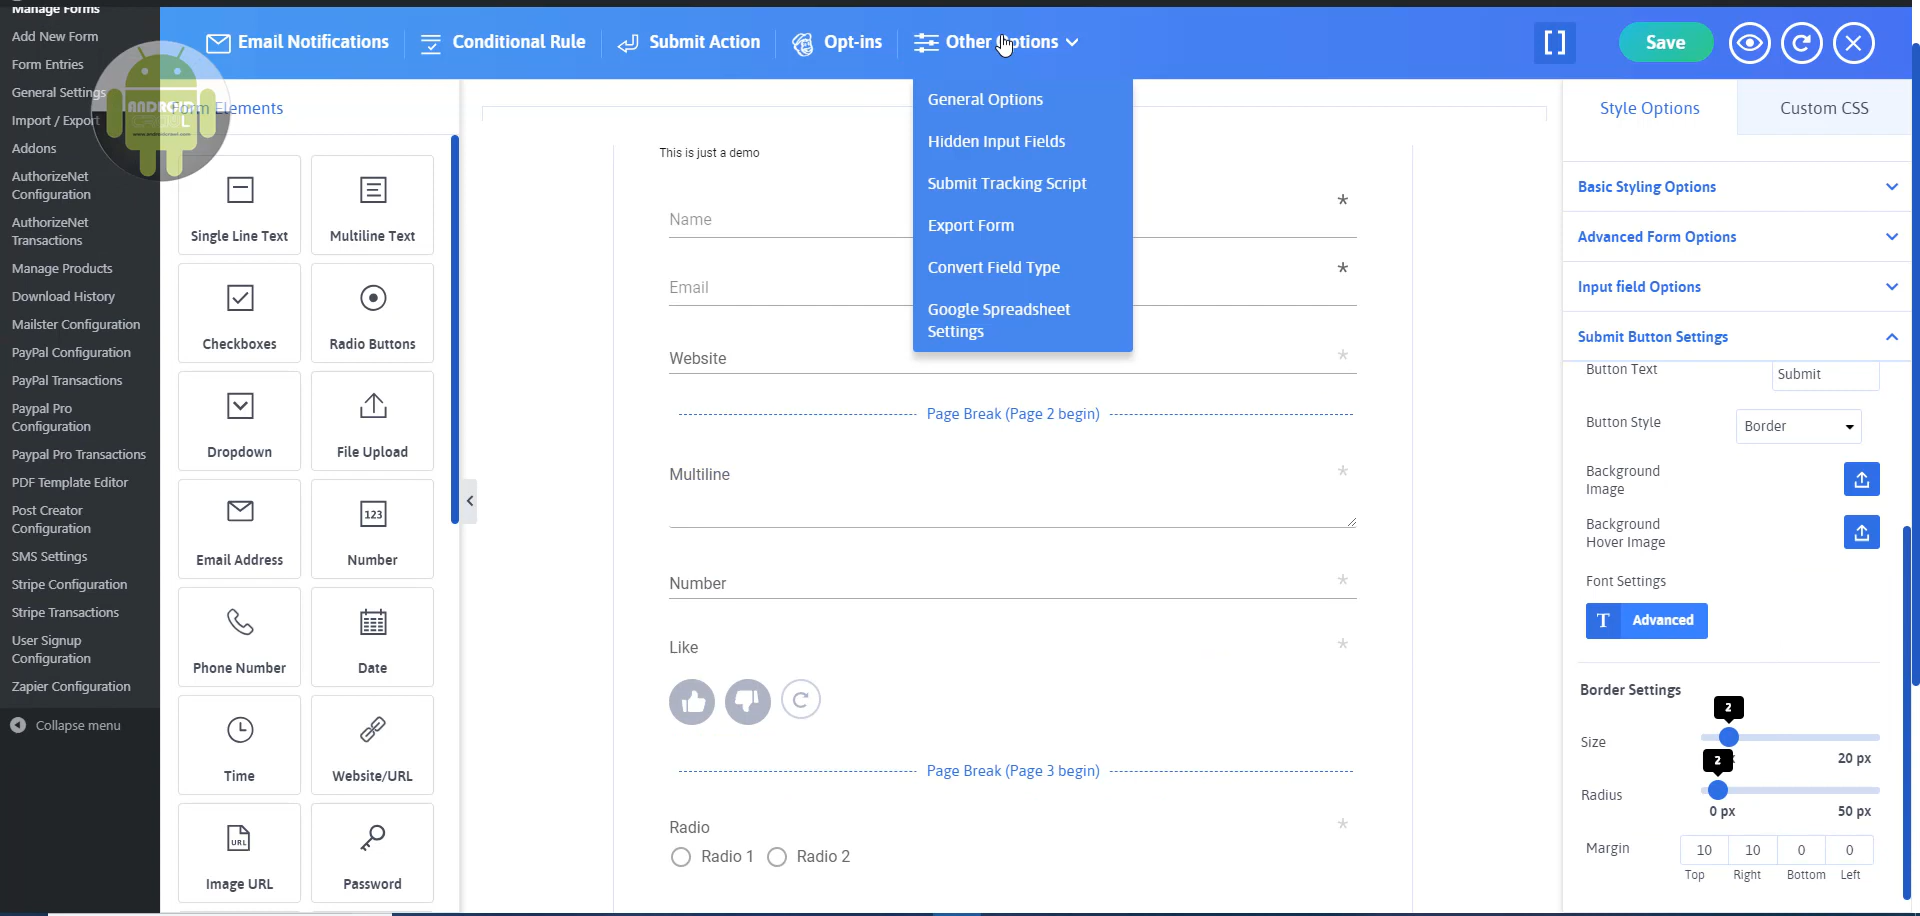 Manage Forms
Add New Form
Form Entries
General Settings
Import / Export
Addons
AuthorizeNet
Configuration
AuthorizeNet
Transactions
Manage Products
Download History
Mailster Configuration
PayPal Configuration
PayPal Transactions
Paypal Pro
Configuration
Paypal Pro Transactions
PDF Template Editor
Post Creator
Configuration
SMS Settings
Stripe Configuration
Stripe Transactions
User Signup
Configuration
Zapier Configuration
Collapse menu
Email Notifications
Conditional Rule
Submit Action
Opt-ins
Other Options
[ ]
Save
General Options
Hidden Input Fields
Submit Tracking Script
Export Form
Convert Field Type
Google Spreadsheet
Settings
Form Elements
Single Line Text
Multiline Text
Checkboxes
Radio Buttons
Dropdown
File Upload
Email Address
123
Number
Phone Number
Date
Time
Website/URL
URL
Image URL
Password
This is just a demo
Name *
Email *
Website *
Page Break (Page 2 begin)
Multiline *
Number *
Like *
Page Break (Page 3 begin)
Radio *
Radio 1 Radio 2
Style Options
Custom CSS
Basic Styling Options
Advanced Form Options
Input field Options
Submit Button Settings
Button Text Submit
Button Style Border
Background
Image
Background
Hover Image
Font Settings
T Advanced
Border Settings
2
Size
20 px
2
Radius
0 px 50 px
Margin 10 10 0 0
Top Right Bottom Left